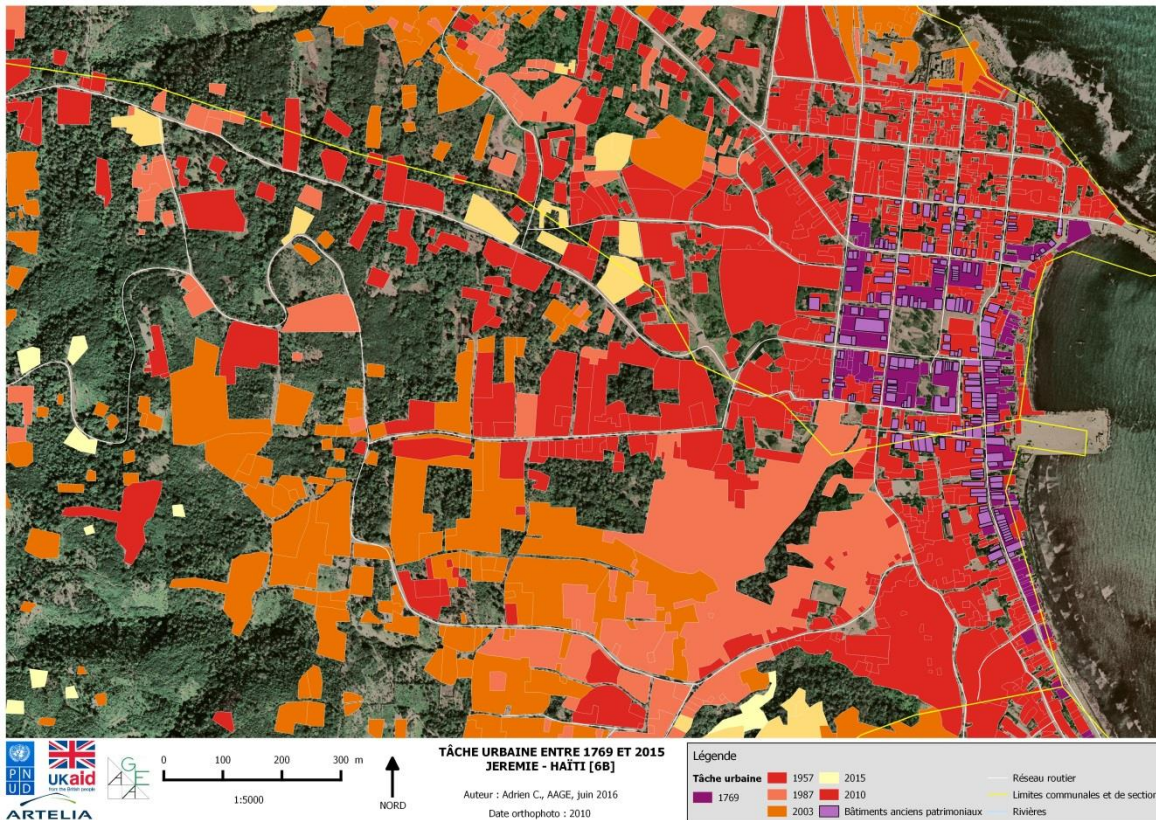 PN
UD
UKaid
from the British people
ARTELIA
A G
A E A
0 100 200 300 m
1:5000
NORD
TÂCHE URBAINE ENTRE 1769 ET 2015
JEREMIE - HAÏTI [6B]
Auteur : Adrien C., AAGE, juin 2016
Date orthophoto : 2010
Légende
Tâche urbaine
1769
1957
1987
2003
2015
2010
Bâtiments anciens patrimoniaux
Réseau routier
Limites communales et de section
Rivières